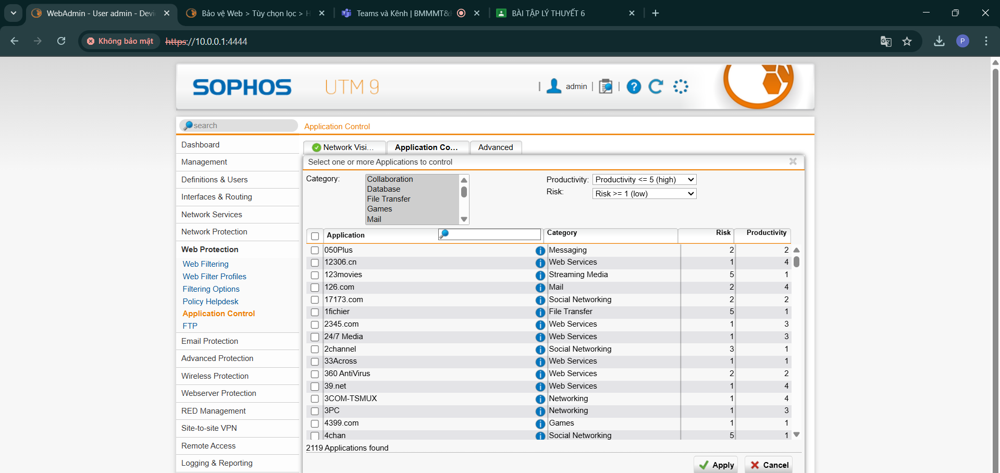 WebAdmin - User admin - Devi
Bảo vệ Web > Tùy chọn lọc > H
Teams và Kênh | BMMMT&
BÀI TẬP LÝ THUYẾT 6
Không bảo mật
https://10.0.0.1:4444
P
SOPHOS
UTM 9
| admin | |
search
Application Control
Dashboard
Management
Definitions & Users
Interfaces & Routing
Network Services
Network Protection
Web Protection
Web Filtering
Web Filter Profiles
Filtering Options
Policy Helpdesk
Application Control
FTP
Email Protection
Advanced Protection
Wireless Protection
Webserver Protection
RED Management
Site-to-site VPN
Remote Access
Logging & Reporting
Network Visi...
Application Co...
Advanced
Select one or more Applications to control
Category:
Collaboration
Database
File Transfer
Games
Mail
Productivity: Productivity <= 5 (high)
Risk: Risk >= 1 (low)
Application Category Risk Productivity
050Plus Messaging 2 2
12306.cn Web Services 1 4
123movies Streaming Media 5 1
126.com Mail 2 4
17173.com Social Networking 2 2
1fichier File Transfer 5 1
2345.com Web Services 1 3
24/7 Media Web Services 1 3
2channel Social Networking 3 1
33Across Web Services 1 1
360 AntiVirus Web Services 2 2
39.net Web Services 1 4
3COM-TSMUX Networking 1 4
3PC Networking 1 3
4399.com Games 1 1
4chan Social Networking 5 1
2119 Applications found
Apply
Cancel